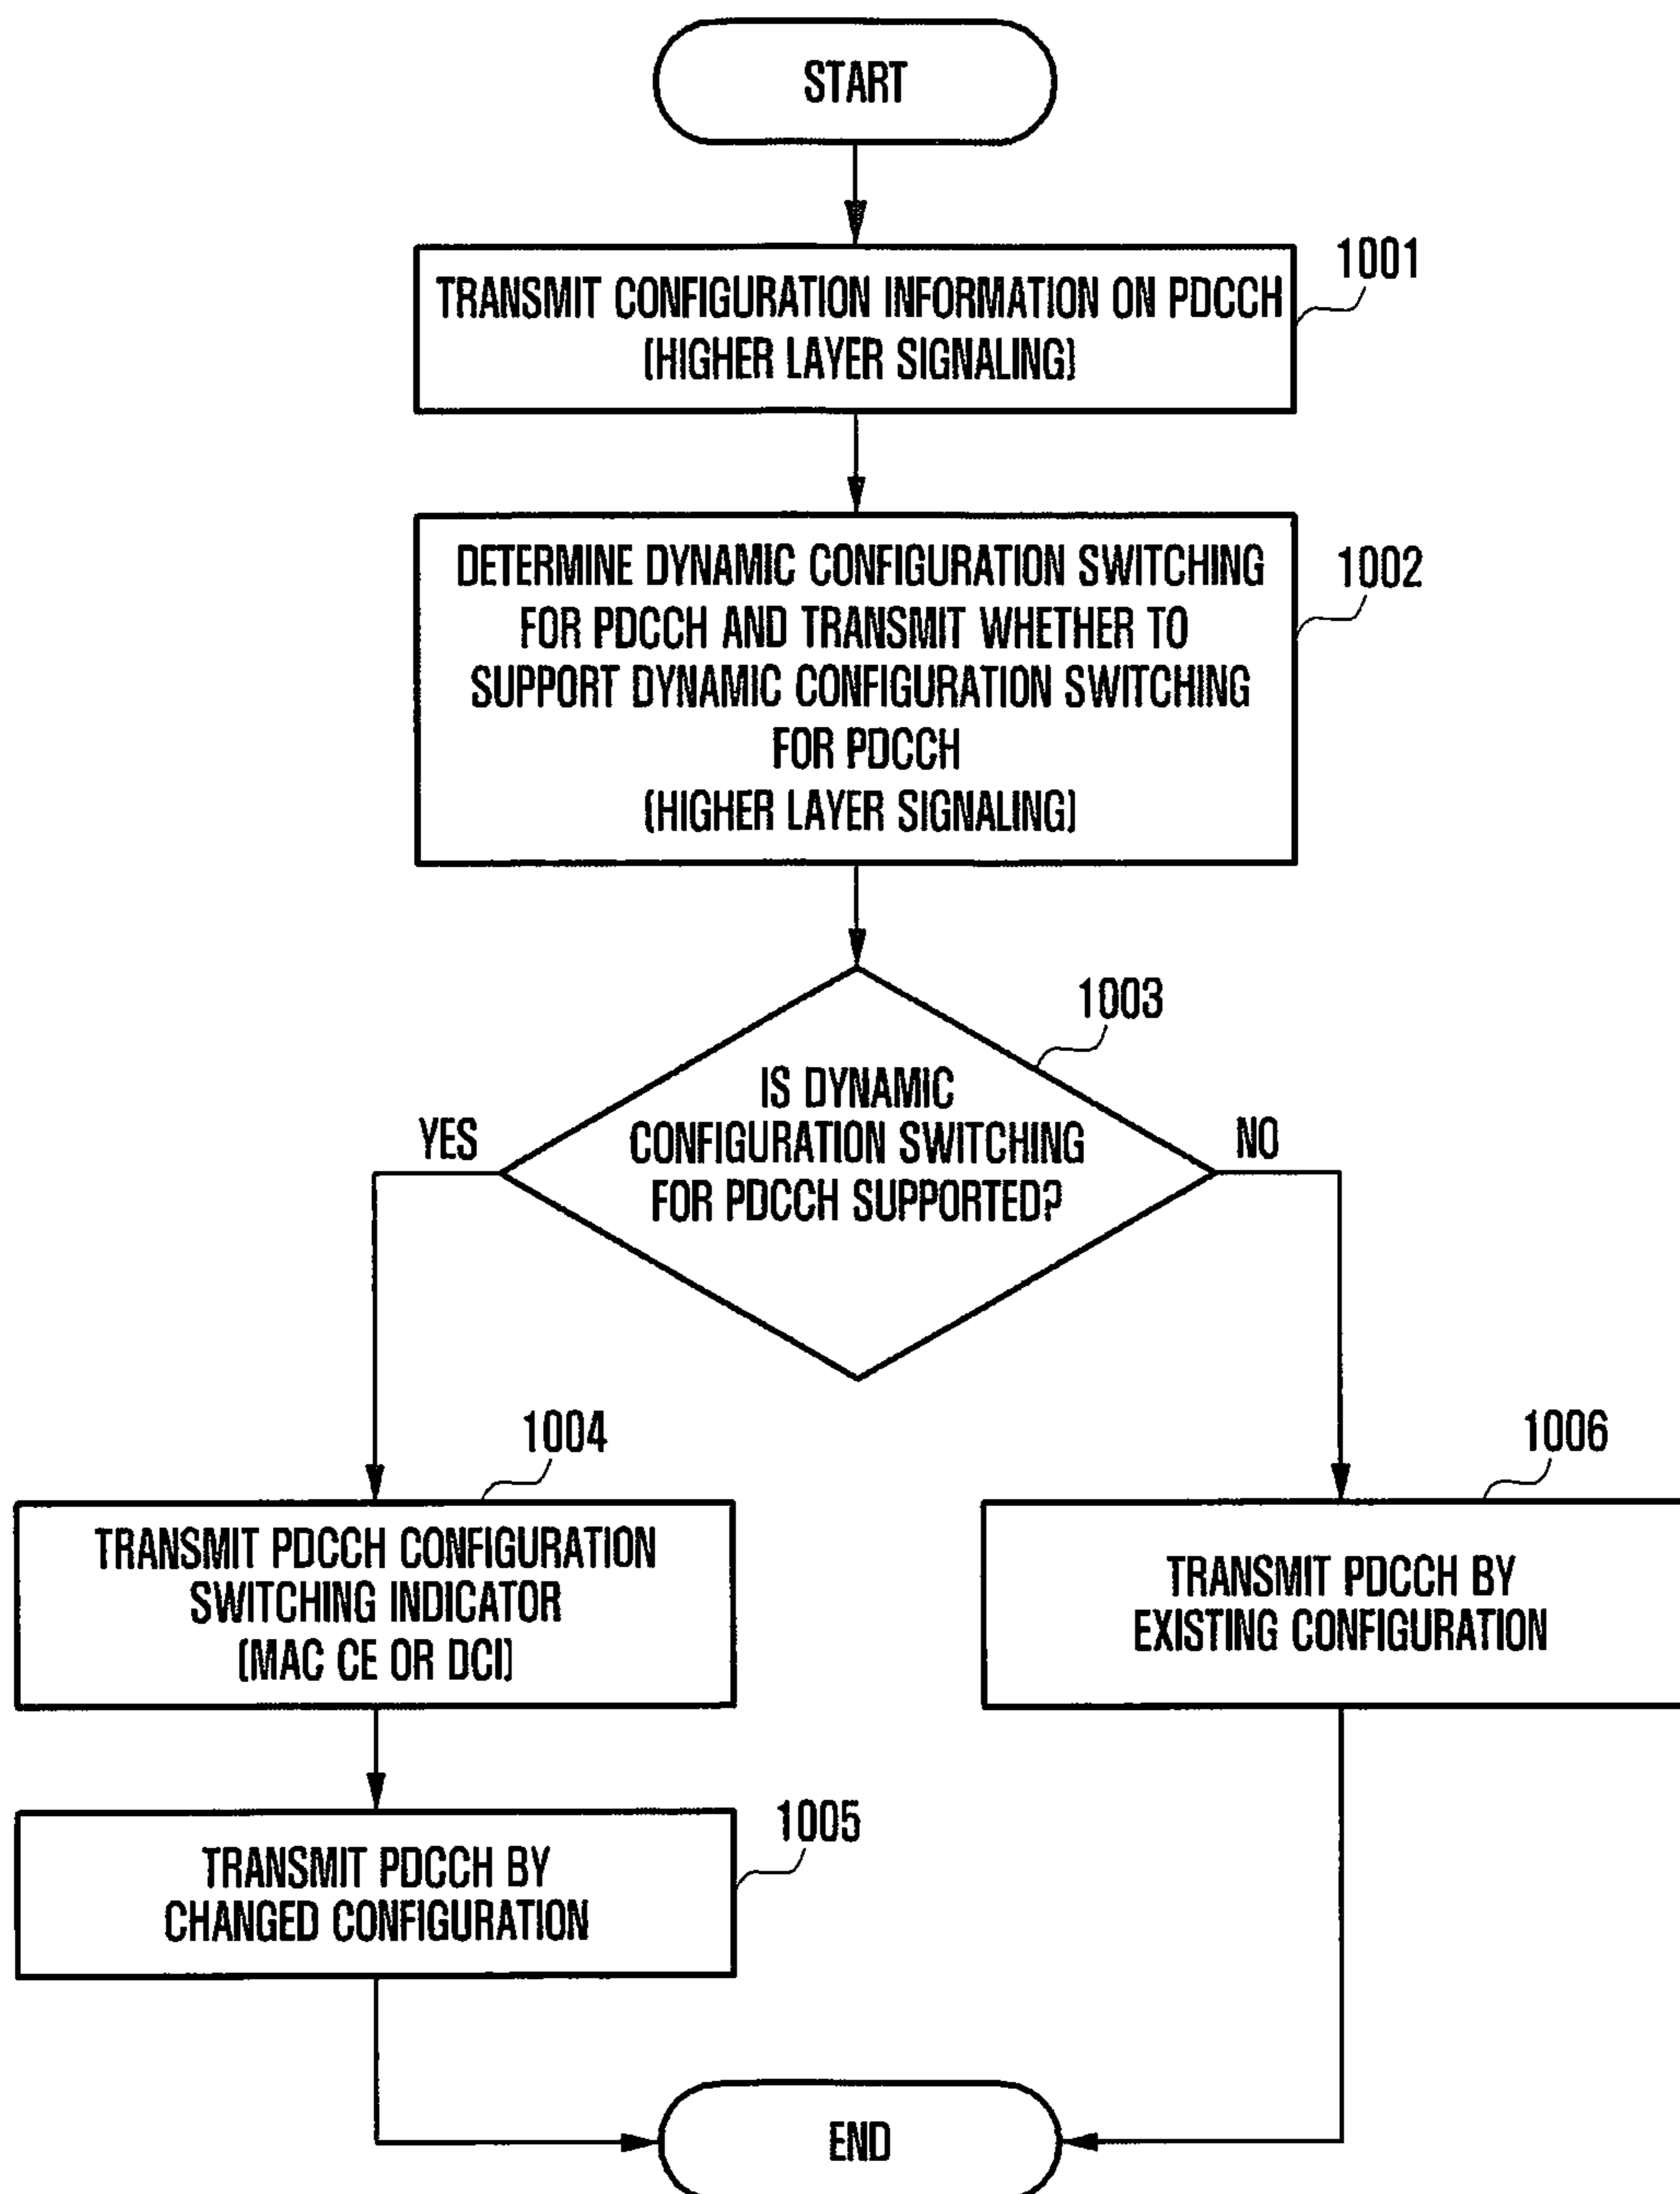 START
1001
TRANSMIT CONFIGURATION INFORMATION ON PDCCH
(HIGHER LAYER SIGNALING)
1002
DETERMINE DYNAMIC CONFIGURATION SWITCHING
FOR PDCCH AND TRANSMIT WHETHER TO
SUPPORT DYNAMIC CONFIGURATION SWITCHING
FOR PDCCH
(HIGHER LAYER SIGNALING)
1003
IS DYNAMIC
CONFIGURATION SWITCHING
FOR PDCCH SUPPORTED?
YES
NO
1004
TRANSMIT PDCCH CONFIGURATION
SWITCHING INDICATOR
(MAC CE OR DCI)
1006
TRANSMIT PDCCH BY
EXISTING CONFIGURATION
1005
TRANSMIT PDCCH BY
CHANGED CONFIGURATION
END